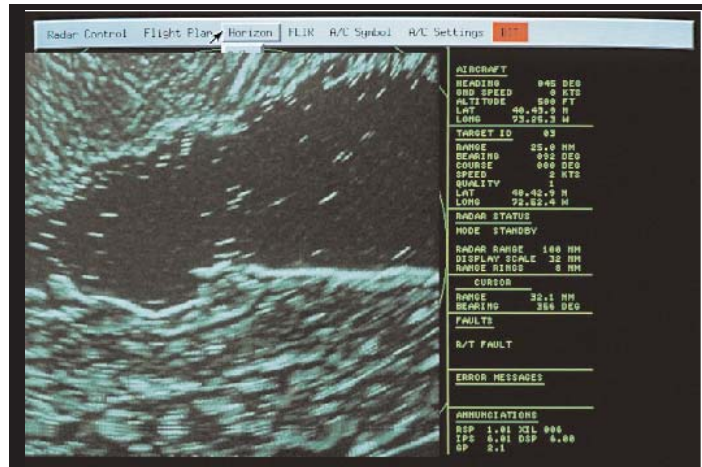 Radar Control Flight Plan Horizon FLIR A/C Symbol A/C Settings BIT
AIRCRAFT
HEADING 045 DEG
GND SPEED 0 KTS
ALTITUDE 500 FT
LAT 40.43.9 N
LONG 73.25.3 W
TARGET ID 03
RANGE 25.0 NM
BEARING 092 DEG
COURSE 000 DEG
SPEED 2 KTS
QUALITY 1
LAT 40.42.9 N
LONG 72.52.4 W
RADAR STATUS
MODE STANDBY
RADAR RANGE 100 NM
DISPLAY SCALE 32 NM
RANGE RINGS 8 NM
CURSOR
RANGE 32.1 NM
BEARING 356 DEG
FAULTS
R/T FAULT
ERROR MESSAGES
ANNUNCIATIONS
RSP 1.01 XIL 006
IPS 6.01 DSP 6.00
GP 2.1